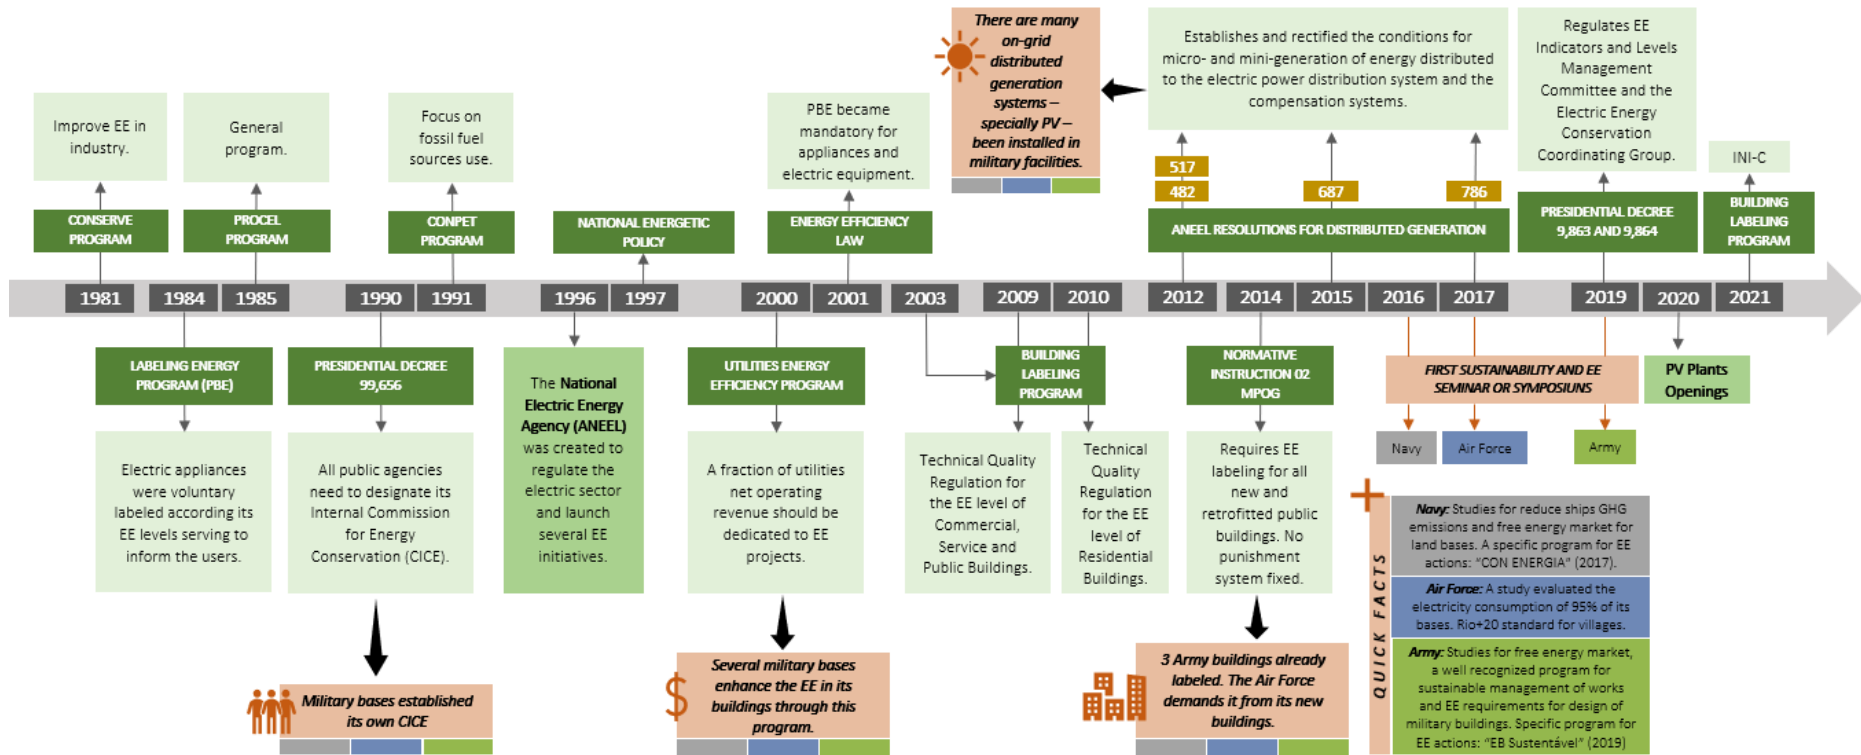 There are many
on-grid
distributed
generation
systems –
specially PV –
been installed in
military facilities.
Establishes and rectified the conditions for
micro- and mini-generation of energy distributed
to the electric power distribution system and the
compensation systems.
Regulates EE
Indicators and Levels
Management
Committee and the
Electric Energy
Conservation
Coordinating Group.
Improve EE in
industry.
General
program.
Focus on
fossil fuel
sources use.
PBE became
mandatory for
appliances and
electric equipment.
INI-C
517
482
687
786
CONSERVE
PROGRAM
PROCEL
PROGRAM
CONPET
PROGRAM
NATIONAL ENERGETIC
POLICY
ENERGY EFFICIENCY
LAW
ANEEL RESOLUTIONS FOR DISTRIBUTED GENERATION
PRESIDENTIAL DECREE
9,863 AND 9,864
BUILDING
LABELING
PROGRAM
1981
1984
1985
1990
1991
1996
1997
2000
2001
2003
2009
2010
2012
2014
2015
2016
2017
2019
2020
2021
LABELING ENERGY
PROGRAM (PBE)
PRESIDENTIAL DECREE
99,656
The National
Electric Energy
Agency (ANEEL)
was created to
regulate the
electric sector
and launch
several EE
initiatives.
UTILITIES ENERGY
EFFICIENCY PROGRAM
BUILDING
LABELING
PROGRAM
NORMATIVE
INSTRUCTION 02
MPOG
FIRST SUSTAINABILITY AND EE
SEMINAR OR SYMPOSIUNS
PV Plants
Openings
Navy
Air Force
Army
Electric appliances
were voluntary
labeled according its
EE levels serving to
inform the users.
All public agencies
need to designate its
Internal Commission
for Energy
Conservation (CICE).
A fraction of utilities
net operating
revenue should be
dedicated to EE
projects.
Technical Quality
Regulation for
the EE level of
Commercial,
Service and
Public Buildings.
Technical
Quality
Regulation
for the EE
level of
Residential
Buildings.
Requires EE
labeling for all
new and
retrofitted public
buildings. No
punishment
system fixed.
Military bases established
its own CICE
$
Several military bases
enhance the EE in its
buildings through this
program.
3 Army buildings already
labeled. The Air Force
demands it from its new
buildings.
QUICK FACTS
Navy: Studies for reduce ships GHG
emissions and free energy market for
land bases. A specific program for EE
actions: “CON ENERGIA” (2017).
Air Force: A study evaluated the
electricity consumption of 95% of its
bases. Rio+20 standard for villages.
Army: Studies for free energy market,
a well recognized program for
sustainable management of works
and EE requirements for design of
military buildings. Specific program for
EE actions: “EB Sustentável” (2019)